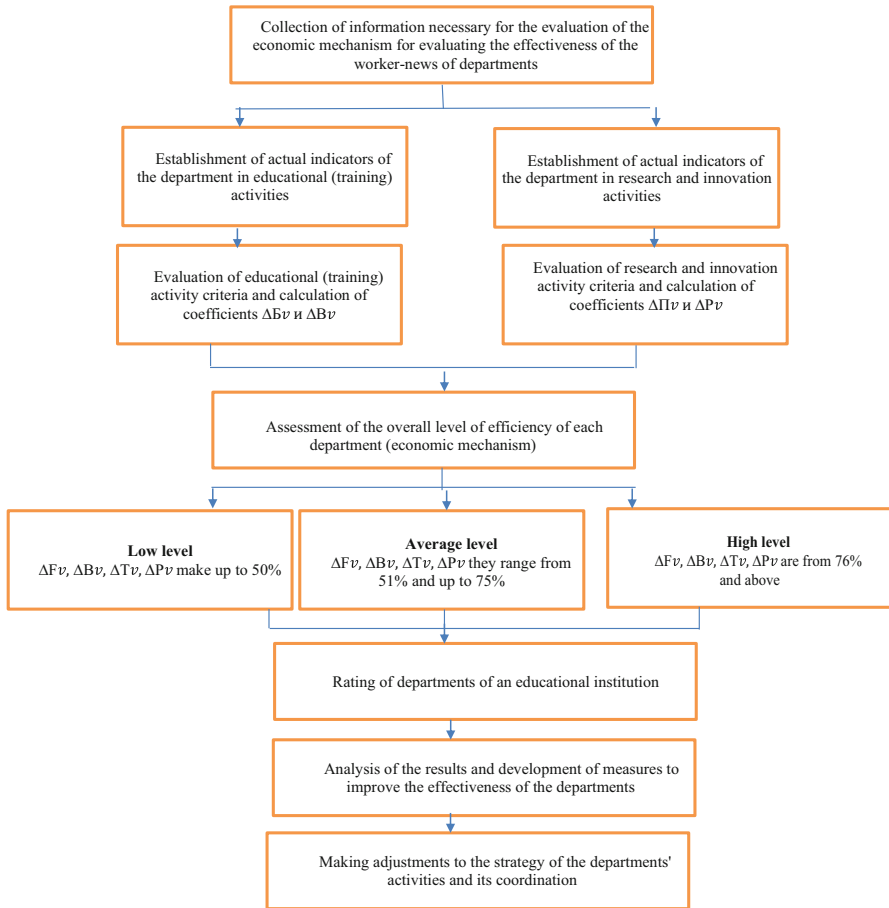 Collection of information necessary for the evaluation of the
economic mechanism for evaluating the effectiveness of the
worker-news of departments
Establishment of actual indicators of
the department in educational (training)
activities
Establishment of actual indicators of
the department in research and innovation
activities
Evaluation of educational (training)
activity criteria and calculation of
coefficients ΔБ𝑣 и ΔВ𝑣
Evaluation of research and innovation
activity criteria and calculation of
coefficients ΔП𝑣 и ΔР𝑣
Assessment of the overall level of efficiency of each
department (economic mechanism)
Low level
ΔF𝑣, ΔB𝑣, ΔT𝑣, ΔP𝑣 make up to 50%
Average level
ΔF𝑣, ΔB𝑣, ΔT𝑣, ΔP𝑣 they range from
51% and up to 75%
High level
ΔF𝑣, ΔB𝑣, ΔT𝑣, ΔP𝑣 are from 76%
and above
Rating of departments of an educational institution
Analysis of the results and development of measures to
improve the effectiveness of the departments
Making adjustments to the strategy of the departments'
activities and its coordination